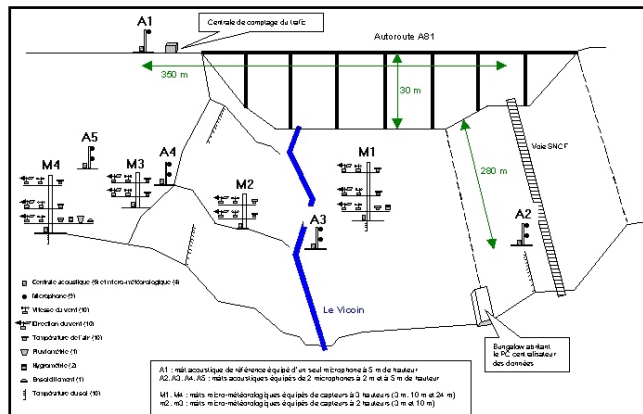 A1
Centrale de comptage du trafic
Autoroute A81
350 m
30 m
A5
M4
M3
A4
M1
Voie SNCF
280 m
M2
A3
A2
Centrale acoustique (5) et micro-météorologique (4)
Microphone (9)
Vitesse du vent (10)
Direction du vent (10)
Température de l'air (10)
Pluviométrie (1)
Hygrométrie (2)
Ensoleillement (1)
Température du sol (10)
Le Vicoin
Bungalow abritant
le PC centralisateur
des données
A1 : mât acoustique de référence équipé d'un seul microphone à 5 m de hauteur
A2, A3, A4, A5 : mâts acoustiques équipés de 2 microphones à 2 m et à 5 m de hauteur
M1, M4 : mâts micro-météorologiques équipés de capteurs à 3 hauteurs (3 m, 10 m et 24 m)
m2, m3 : mâts micro-météorologiques équipés de capteurs à 2 hauteurs (3 m et 10 m)